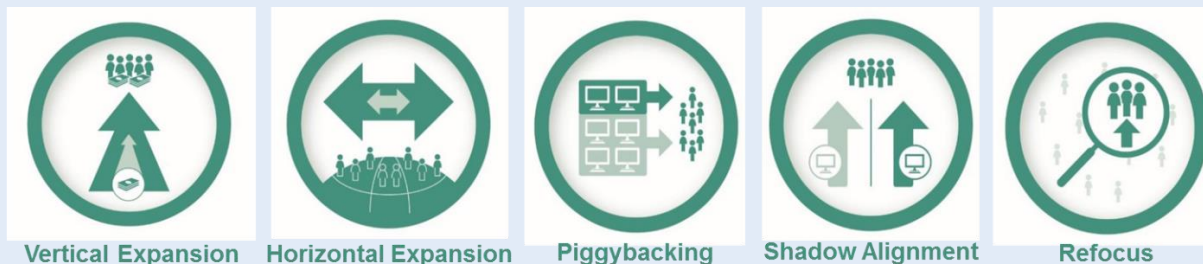 Vertical Expansion
Horizontal Expansion
Piggybacking
Shadow Alignment
Refocus